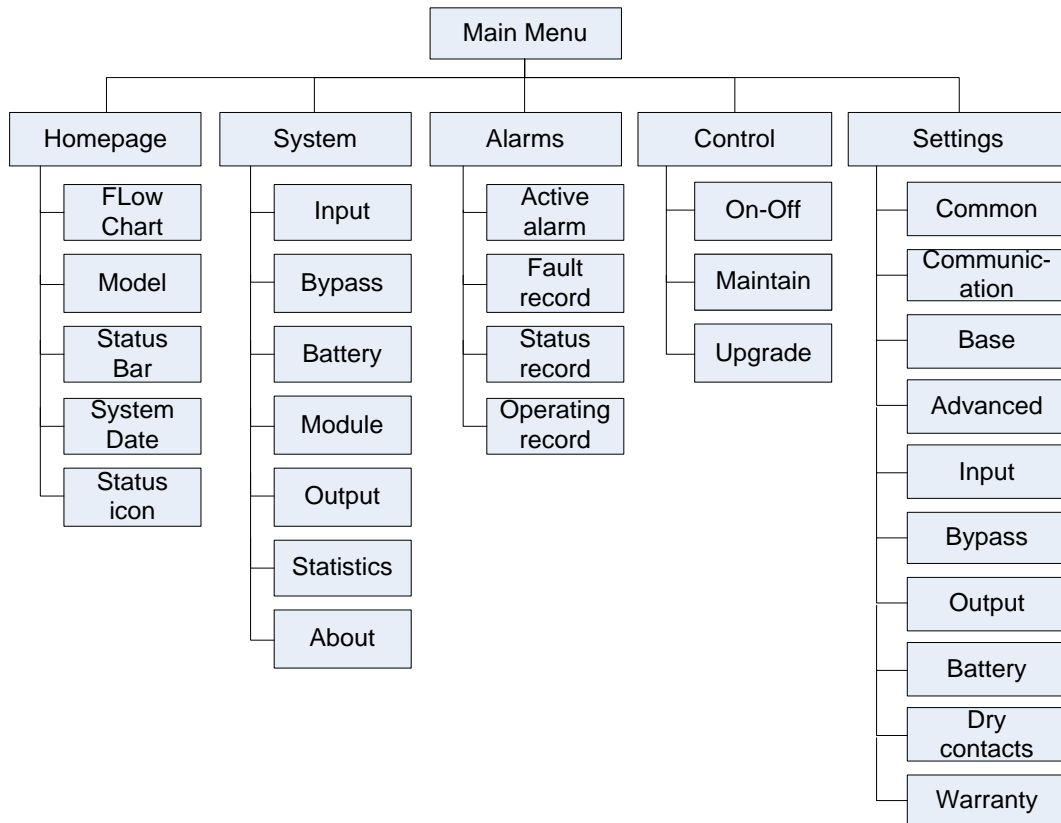 Main Menu
Homepage
System
Alarms
Control
Settings
FLow
Chart
Model
Status
Bar
System
Date
Status
icon
Input
Bypass
Battery
Module
Output
Statistics
About
Active
alarm
Fault
record
Status
record
Operating
record
On-Off
Maintain
Upgrade
Common
Communic-
ation
Base
Advanced
Input
Bypass
Output
Battery
Dry
contacts
Warranty